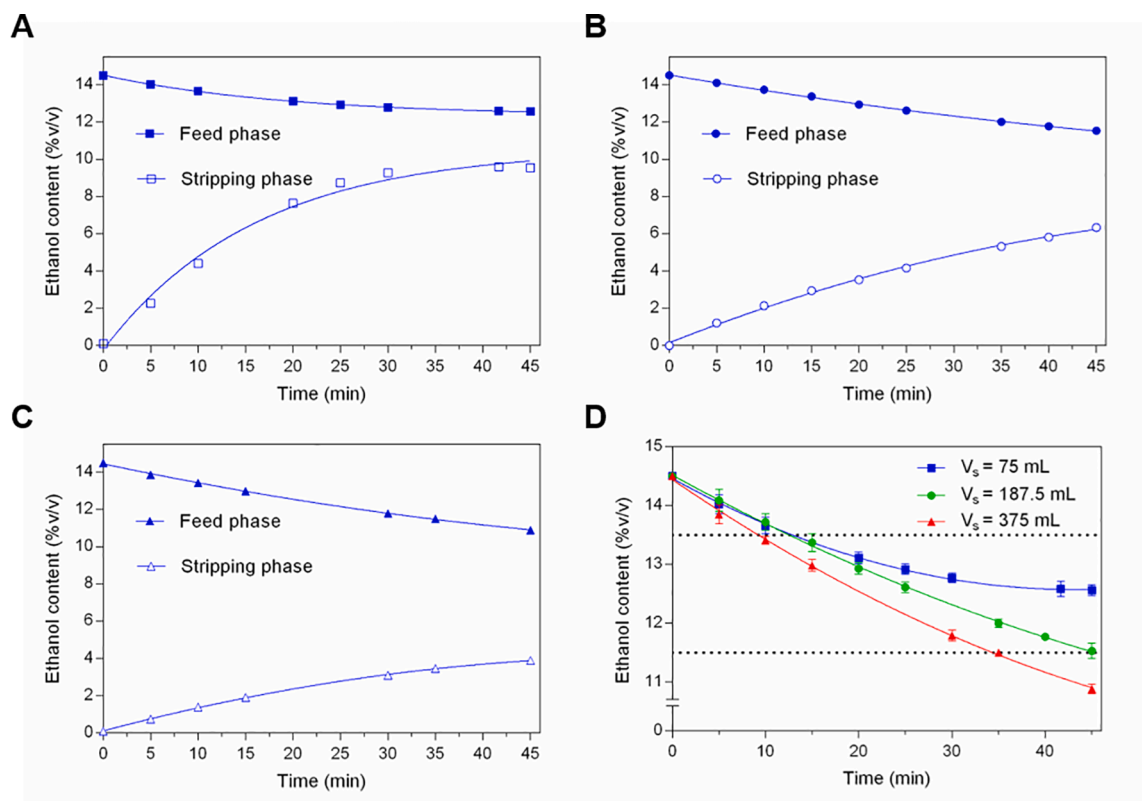 A
Ethanol content (%v/v)
14
12
10
8
6
4
2
0
Feed phase
Stripping phase
0 5 10 15 20 25 30 35 40 45
Time (min)
B
Ethanol content (%v/v)
14
12
10
8
6
4
2
0
Feed phase
Stripping phase
0 5 10 15 20 25 30 35 40 45
Time (min)
C
Ethanol content (%v/v)
14
12
10
8
6
4
2
0
Feed phase
Stripping phase
0 5 10 15 20 25 30 35 40 45
Time (min)
D
Ethanol content (%v/v)
15
14
13
12
11
0
Vs = 75 mL
Vs = 187.5 mL
Vs = 375 mL
0 10 20 30 40
Time (min)